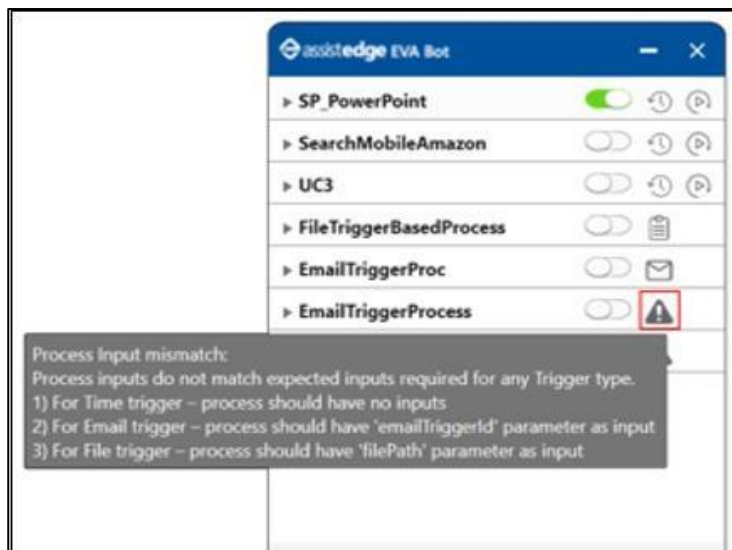 assistedge EVA Bot
SP_PowerPoint
SearchMobileAmazon
UC3
FileTriggerBasedProcess
EmailTriggerProc
EmailTriggerProcess
Process Input mismatch:
Process inputs do not match expected inputs required for any Trigger type.
1) For Time trigger – process should have no inputs
2) For Email trigger – process should have 'emailTriggerId' parameter as input
3) For File trigger – process should have 'filePath' parameter as input